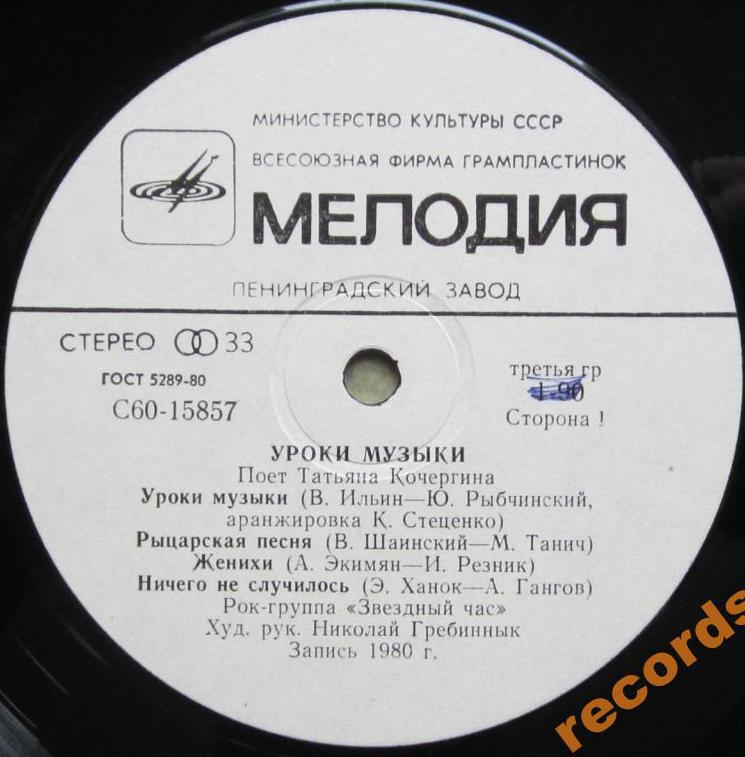 МИНИСТЕРСТВО КУЛЬТУРЫ СССР
ВСЕСОЮЗНАЯ ФИРМА ГРАМПЛАСТИНОК
МЕЛОДИЯ
ЛЕНИНГРАДСКИЙ ЗАВОД
СТЕРЕО 33
ГОСТ 5289-80
С60-15857
третья гр
1-90
Сторона 1
УРОКИ МУЗЫКИ
Поет Татьяна Кочергина
Уроки музыки (В. Ильин—Ю. Рыбчинский,
аранжировка К. Стеценко)
Рыцарская песня (В. Шаинский—М. Танич)
Женихи (А. Экимян—И. Резник)
Ничего не случилось (Э. Ханок—А. Гангов)
Рок-группа «Звездный час»
Худ. рук. Николай Гребиннык
Запись 1980 г.
records